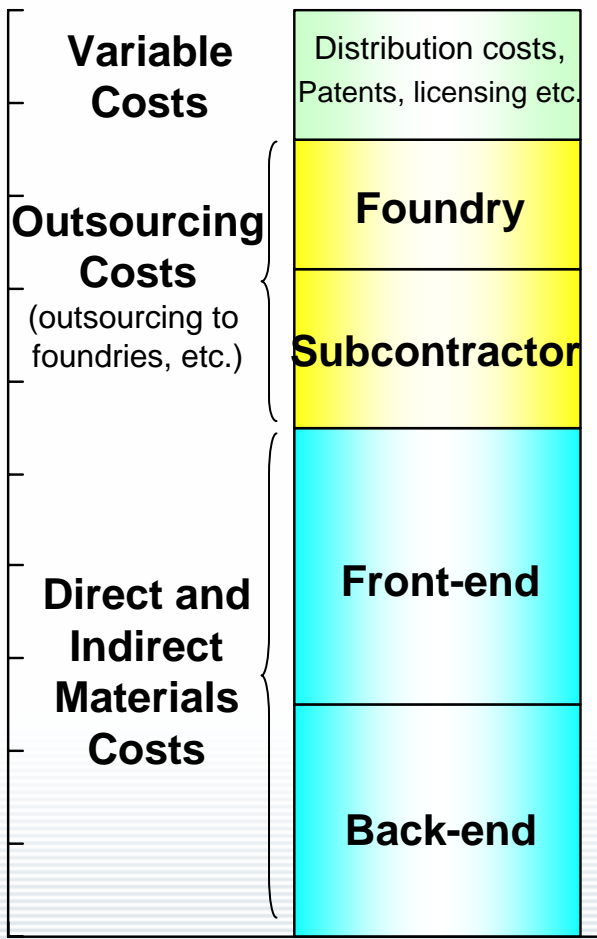 Variable
Costs
Distribution costs,
Patents, licensing etc.
Outsourcing
Costs
(outsourcing to
foundries, etc.)
Foundry
Subcontractor
Direct and
Indirect
Materials
Costs
Front-end
Back-end